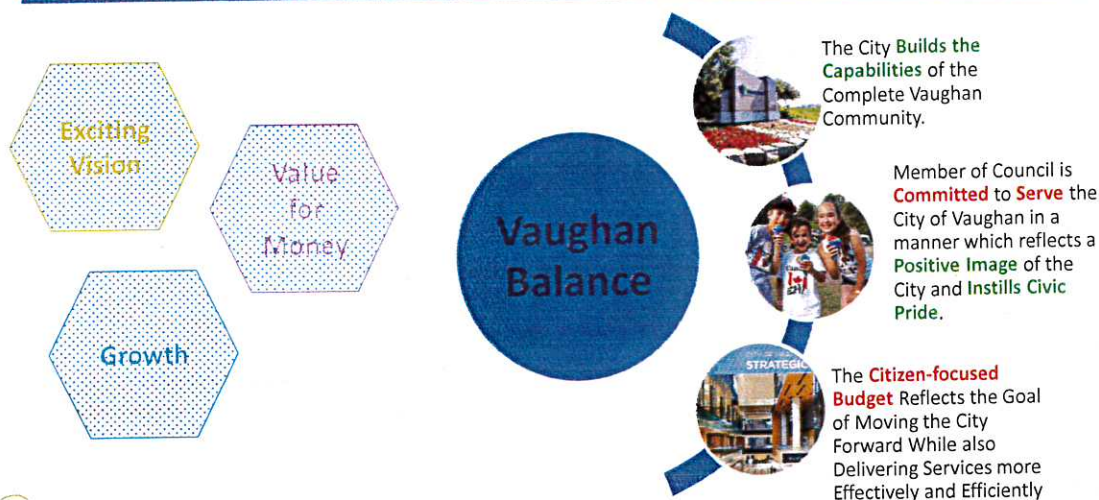 Exciting
Vision
Value
for
Money
Growth
Vaughan
Balance
The City Builds the
Capabilities of the
Complete Vaughan
Community.
Member of Council is
Committed to Serve the
City of Vaughan in a
manner which reflects a
Positive Image of the
City and Instills Civic
Pride.
STRATEGIC
The Citizen-focused
Budget Reflects the Goal
of Moving the City
Forward While also
Delivering Services more
Effectively and Efficiently